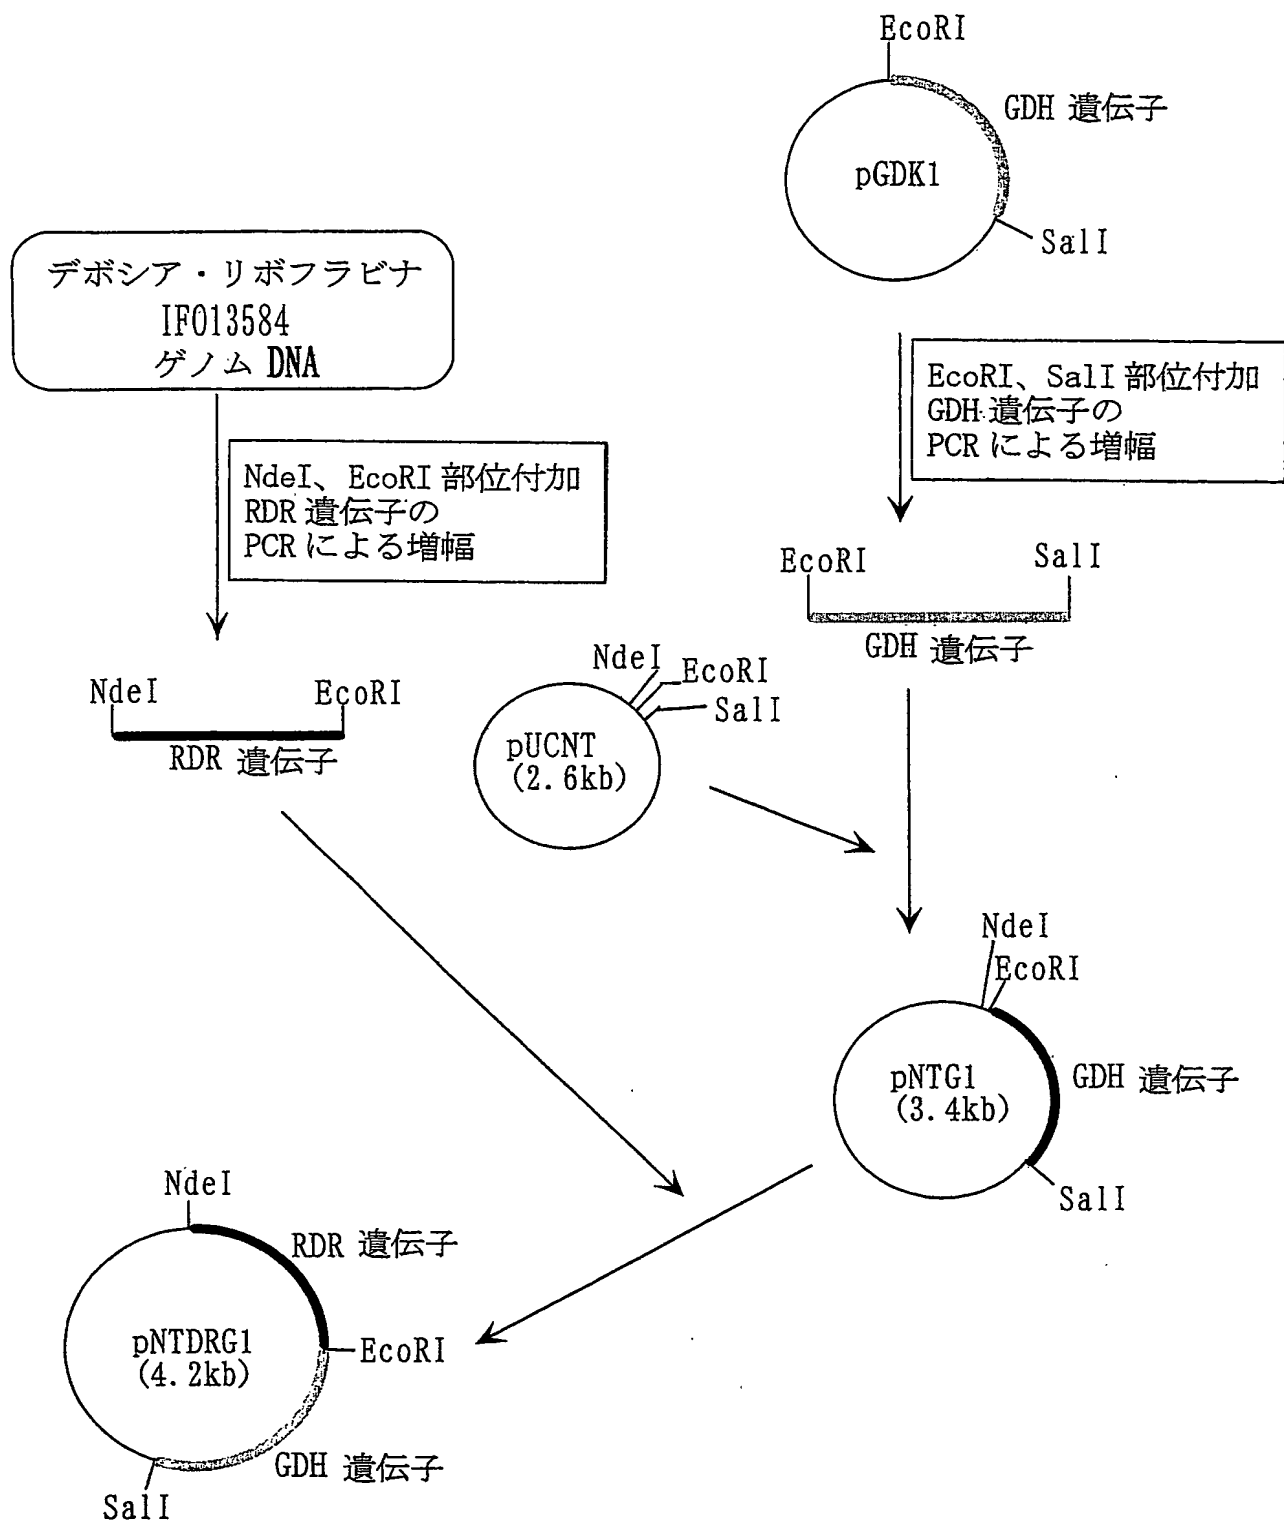 EcoRI
GDH 遺伝子
pGDK1
SalI
デボシア・リボフラビナ
IFO13584
ゲノム DNA
EcoRI、SalI 部位付加
GDH 遺伝子の
PCR による増幅
NdeI、EcoRI 部位付加
RDR 遺伝子の
PCR による増幅
EcoRI
SalI
GDH 遺伝子
NdeI
EcoRI
RDR 遺伝子
NdeI
EcoRI
SalI
pUCNT
(2.6kb)
NdeI
EcoRI
pNTG1
(3.4kb)
GDH 遺伝子
SalI
NdeI
RDR 遺伝子
pNTDRG1
(4.2kb)
EcoRI
GDH 遺伝子
SalI